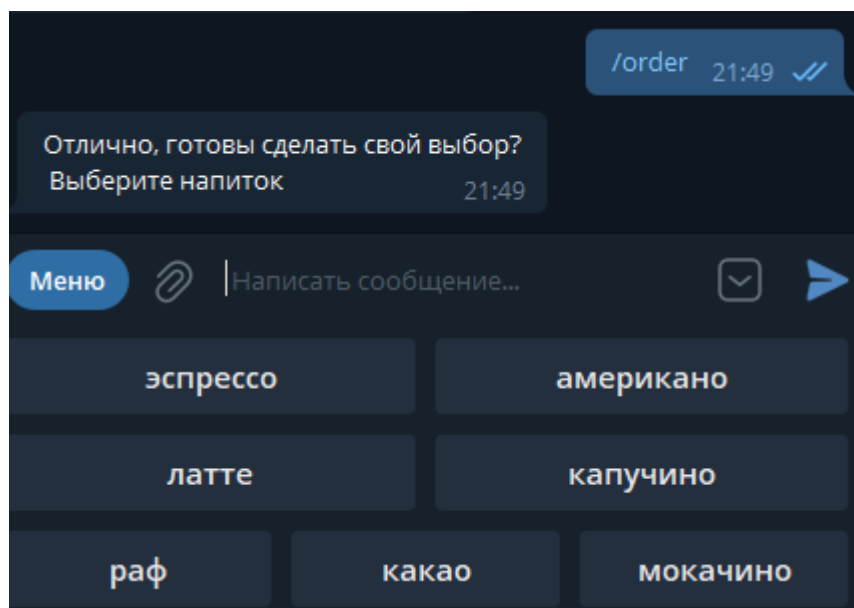 /order 21:49
Отлично, готовы сделать свой выбор?
Выберите напиток 21:49
Меню Написать сообщение...
эспрессо американо
латте капучино
раф какао мокачино